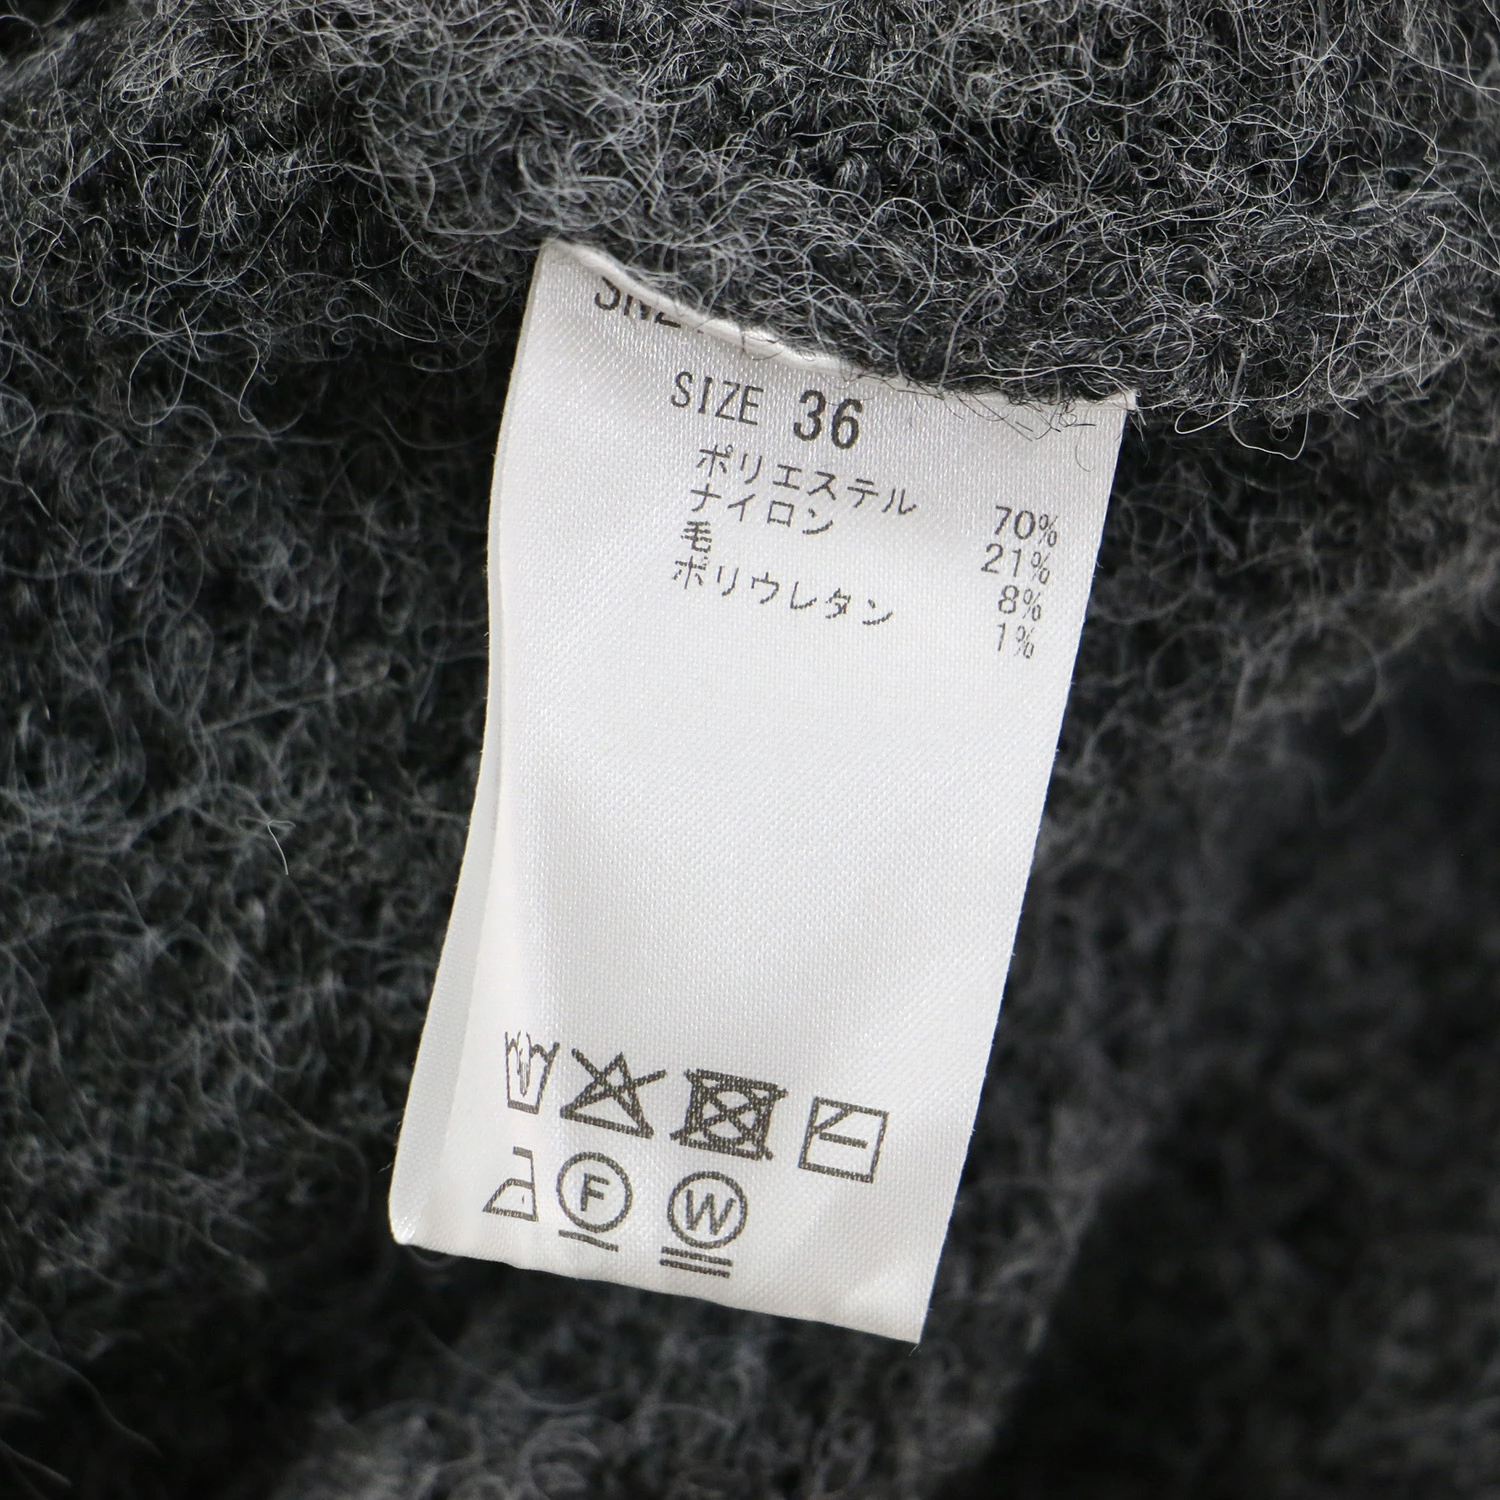 SIZE 36
ポリエステル 70%
ナイロン 21%
毛 8%
ポリウレタン 1%
F
W